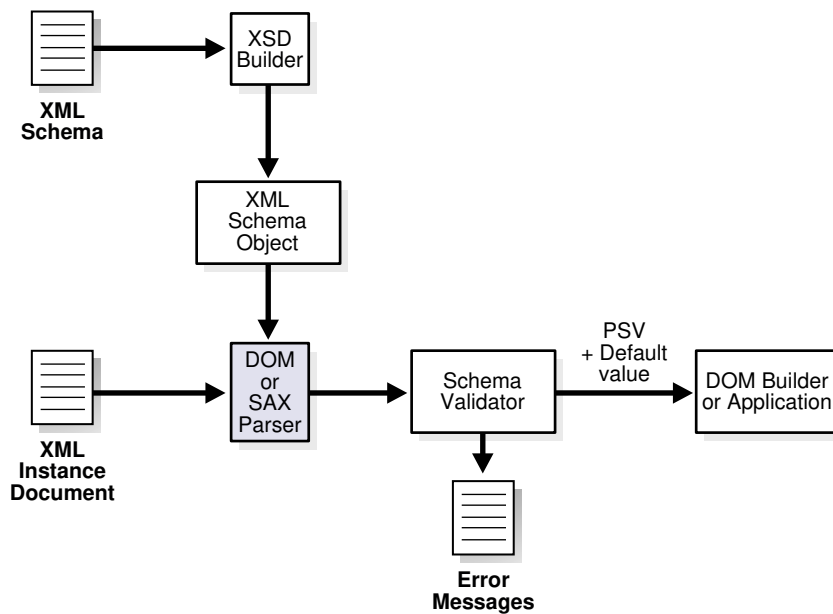 XSD
Builder
XML
Schema
XML
Schema
Object
DOM
or
SAX
Parser
XML
Instance
Document
Schema
Validator
PSV
+ Default
value
DOM Builder
or Application
Error
Messages